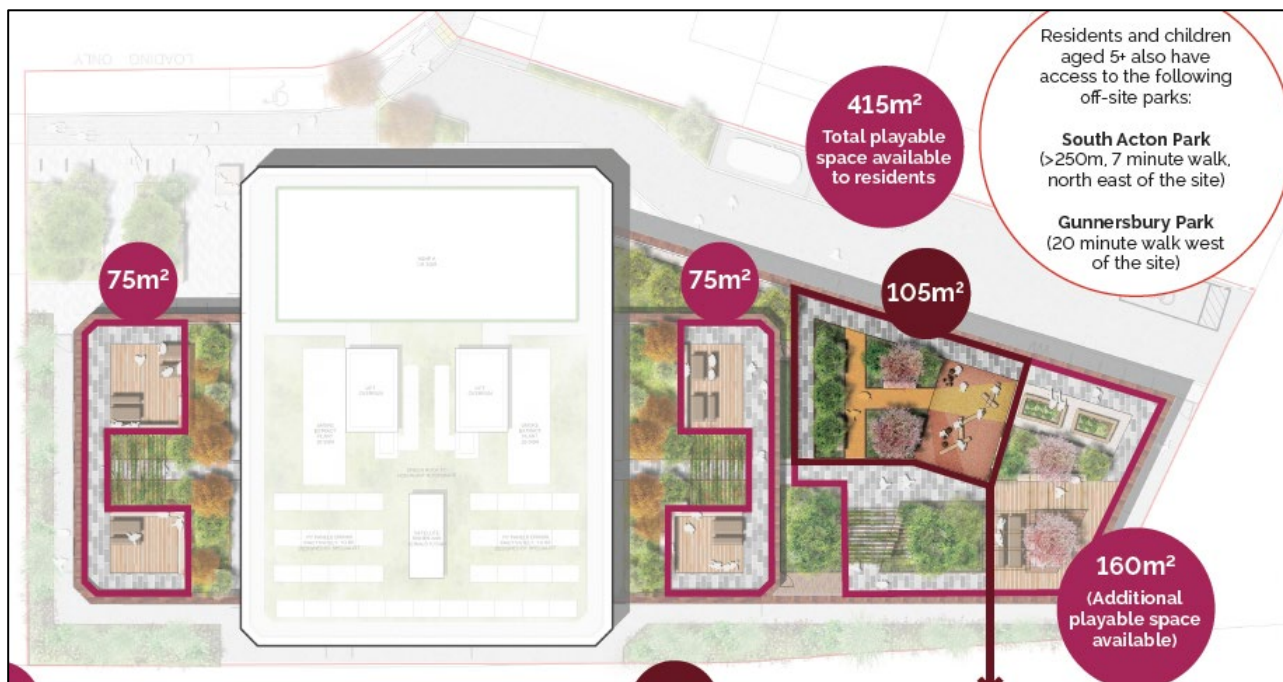 LOADING ONLY
415m²
Total playable
space available
to residents
Residents and children
aged 5+ also have
access to the following
off-site parks:
South Acton Park
(>250m, 7 minute walk,
north east of the site)
Gunnersbury Park
(20 minute walk west
of the site)
75m²
75m²
105m²
160m²
(Additional
playable space
available)